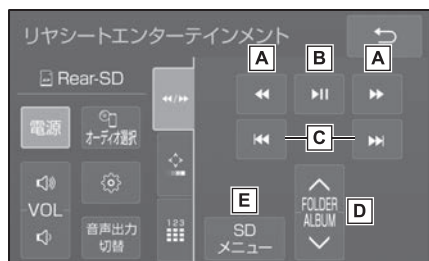 リヤシートエンターテインメント
Rear-SD
A
B
A
電源
オーディオ選択
C
VOL
音声出力
切替
123
E
SD
メニュー
FOLDER
ALBUM
D